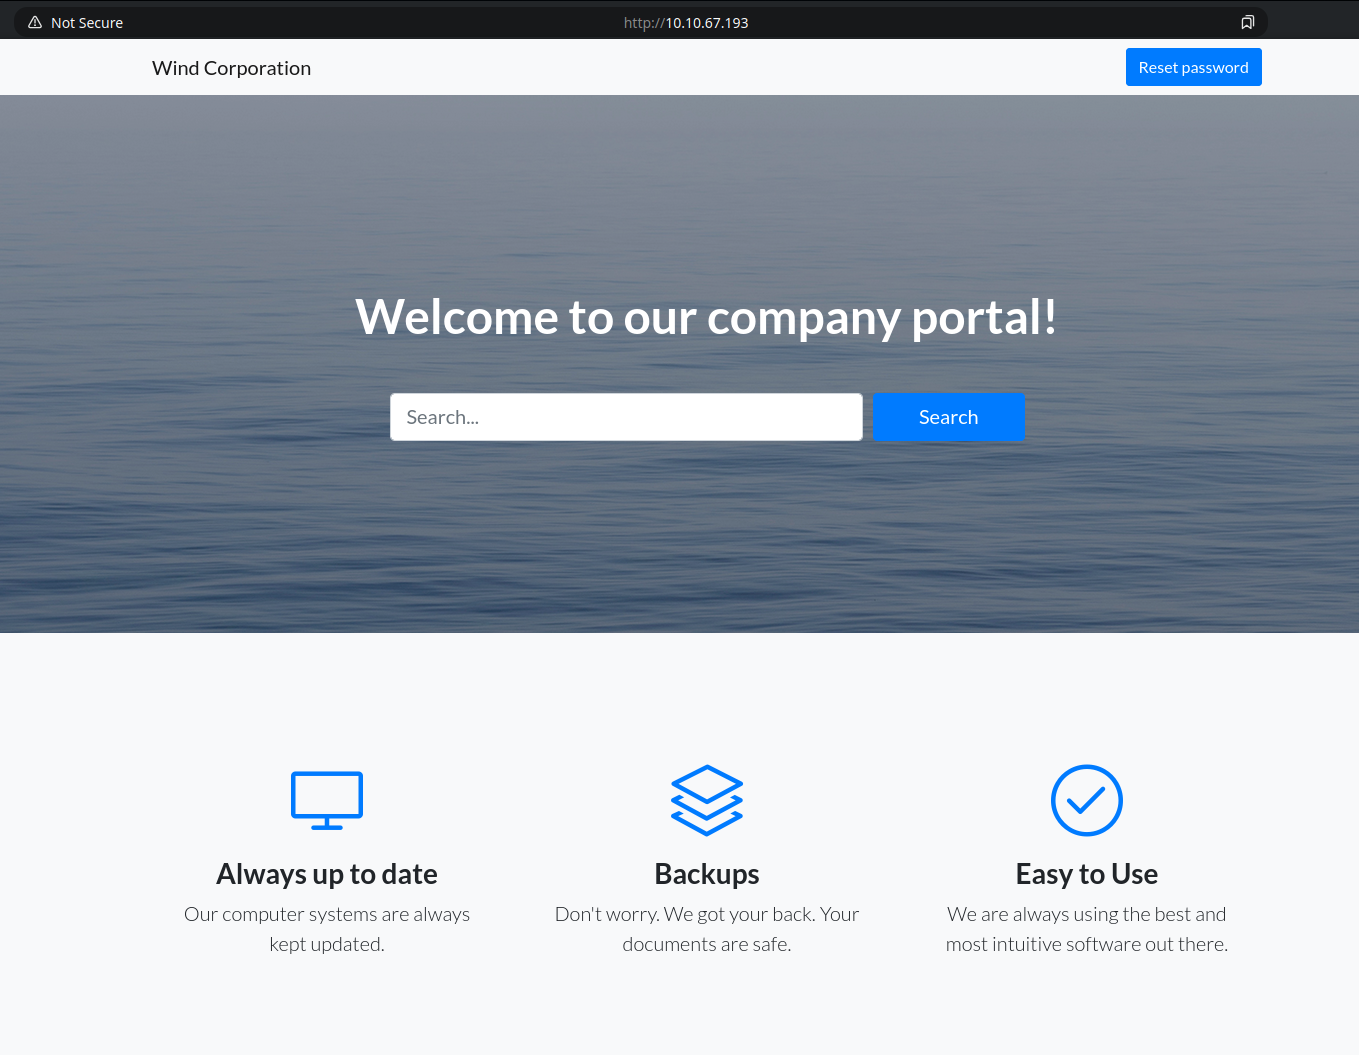 Not Secure
http://10.10.67.193
Wind Corporation
Reset password
Welcome to our company portal!
Search...
Search
Always up to date
Our computer systems are always
kept updated.
Backups
Don't worry. We got your back. Your
documents are safe.
Easy to Use
We are always using the best and
most intuitive software out there.